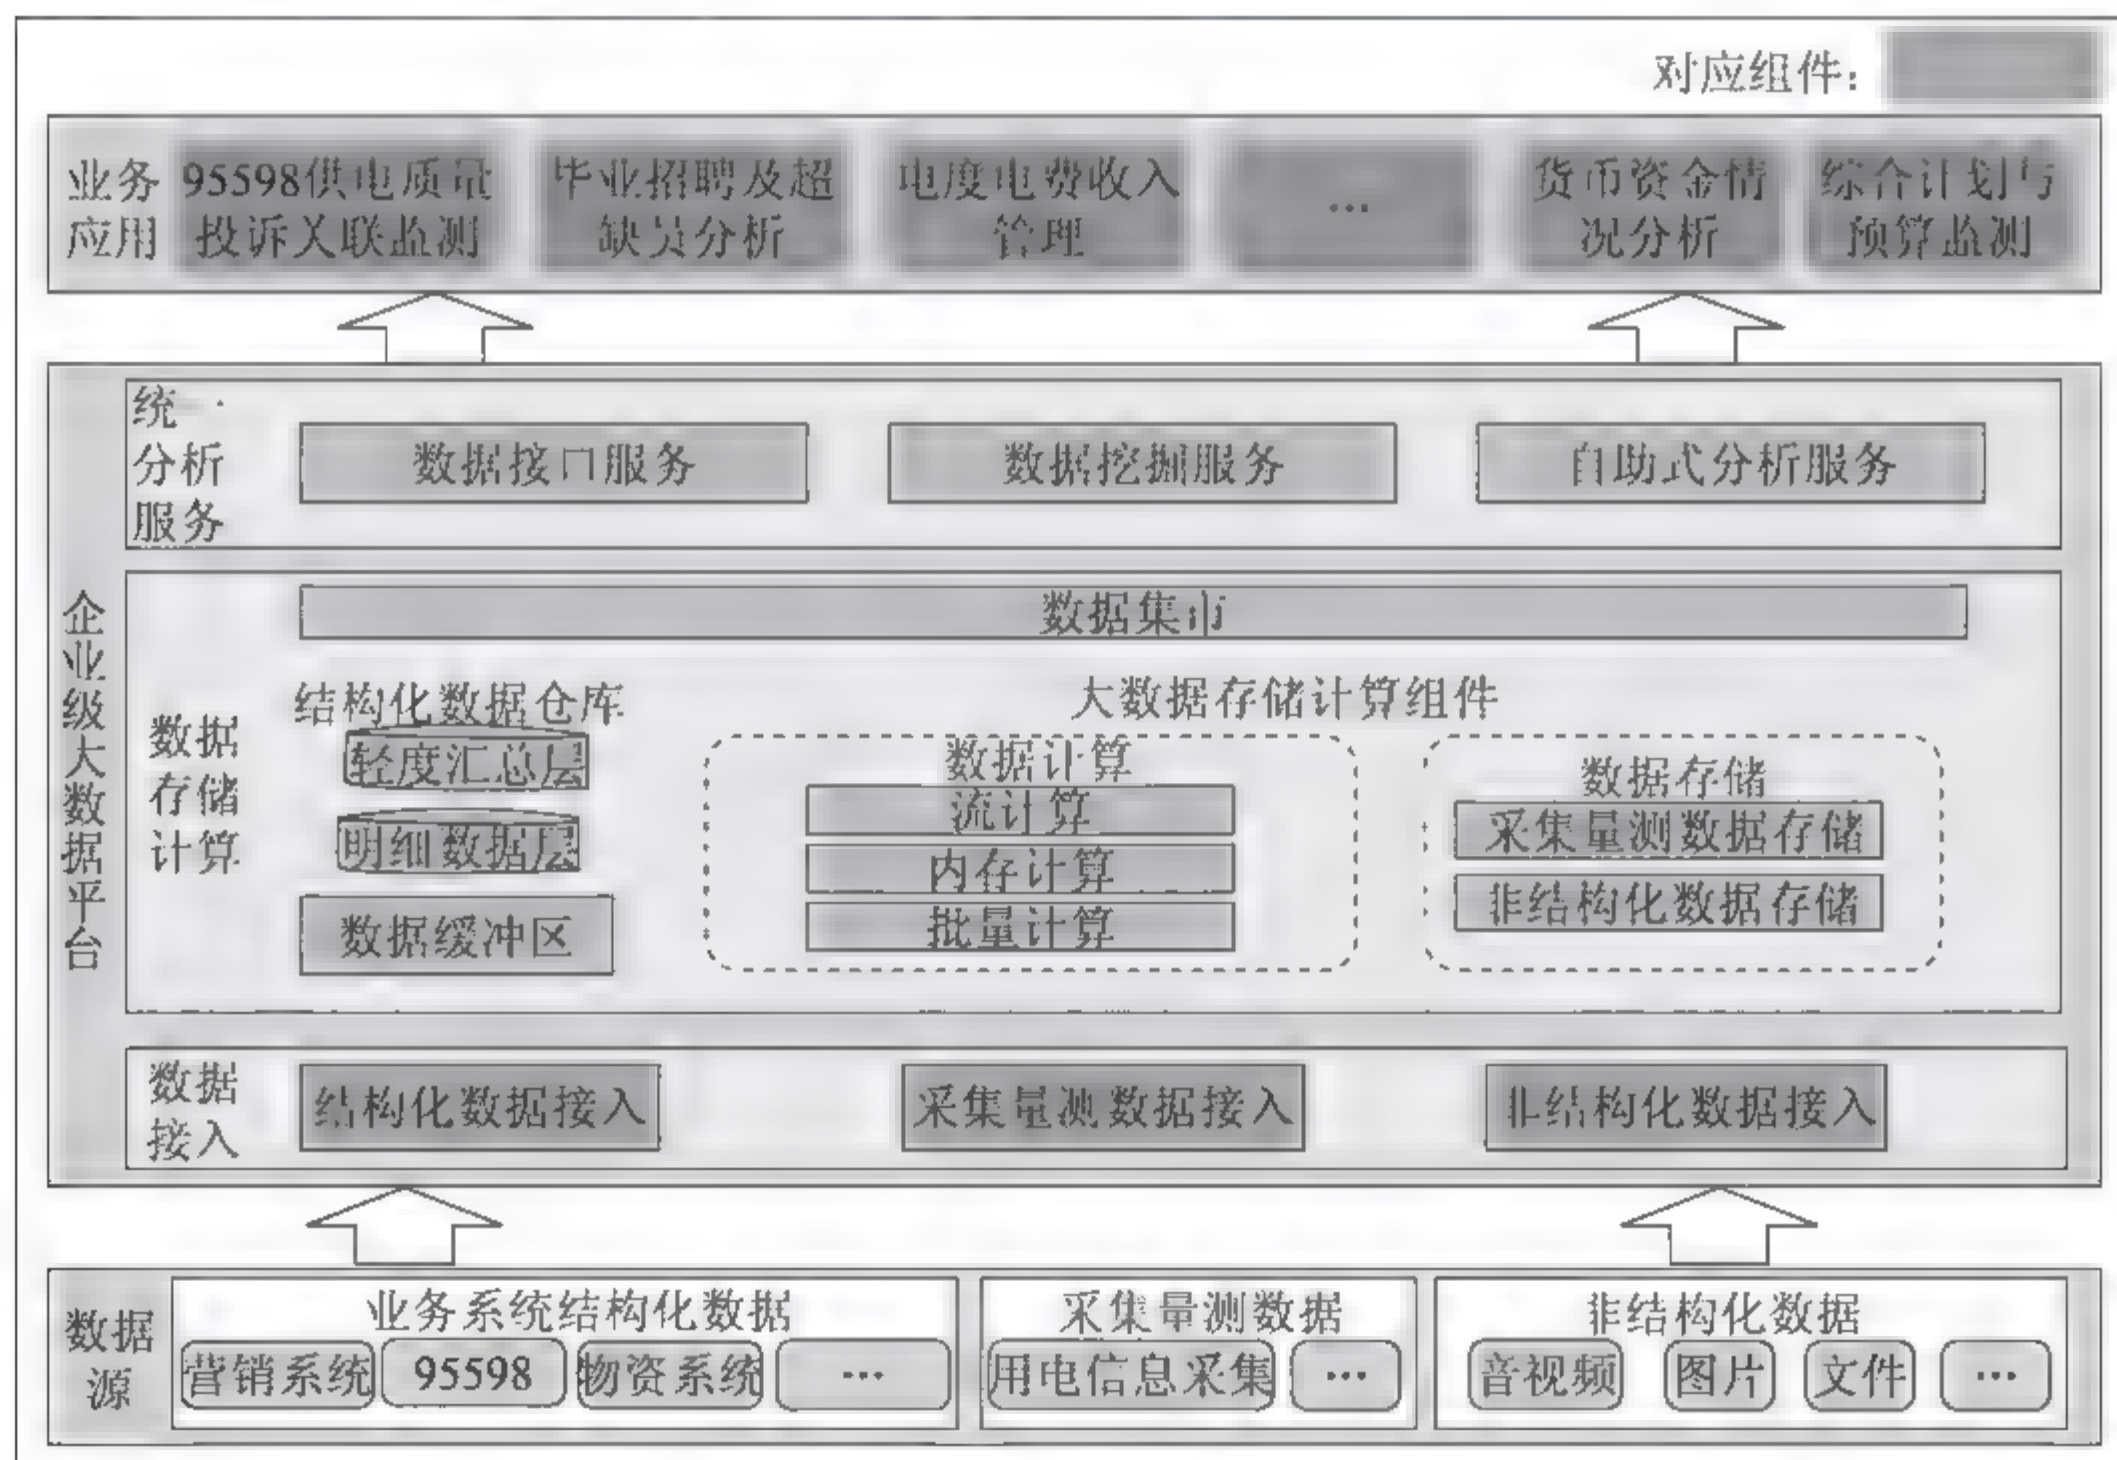 对应组件:
业务
应用
95598供电质量
投诉关联监测
毕业招聘及超
缺员分析
电度电费收入
管理
…
货币资金情
况分析
综合计划与
预算监测
企业级大数据平台
统一
分析
服务
数据接口服务
数据挖掘服务
自助式分析服务
数据
存储
计算
数据集市
结构化数据仓库
轻度汇总层
明细数据层
数据缓冲区
大数据存储计算组件
数据计算
流计算
内存计算
批量计算
数据存储
采集量测数据存储
非结构化数据存储
数据
接入
结构化数据接入
采集量测数据接入
非结构化数据接入
数据
源
业务系统结构化数据
营销系统
95598
物资系统
…
采集量测数据
用电信息采集
…
非结构化数据
音视频
图片
文件
…